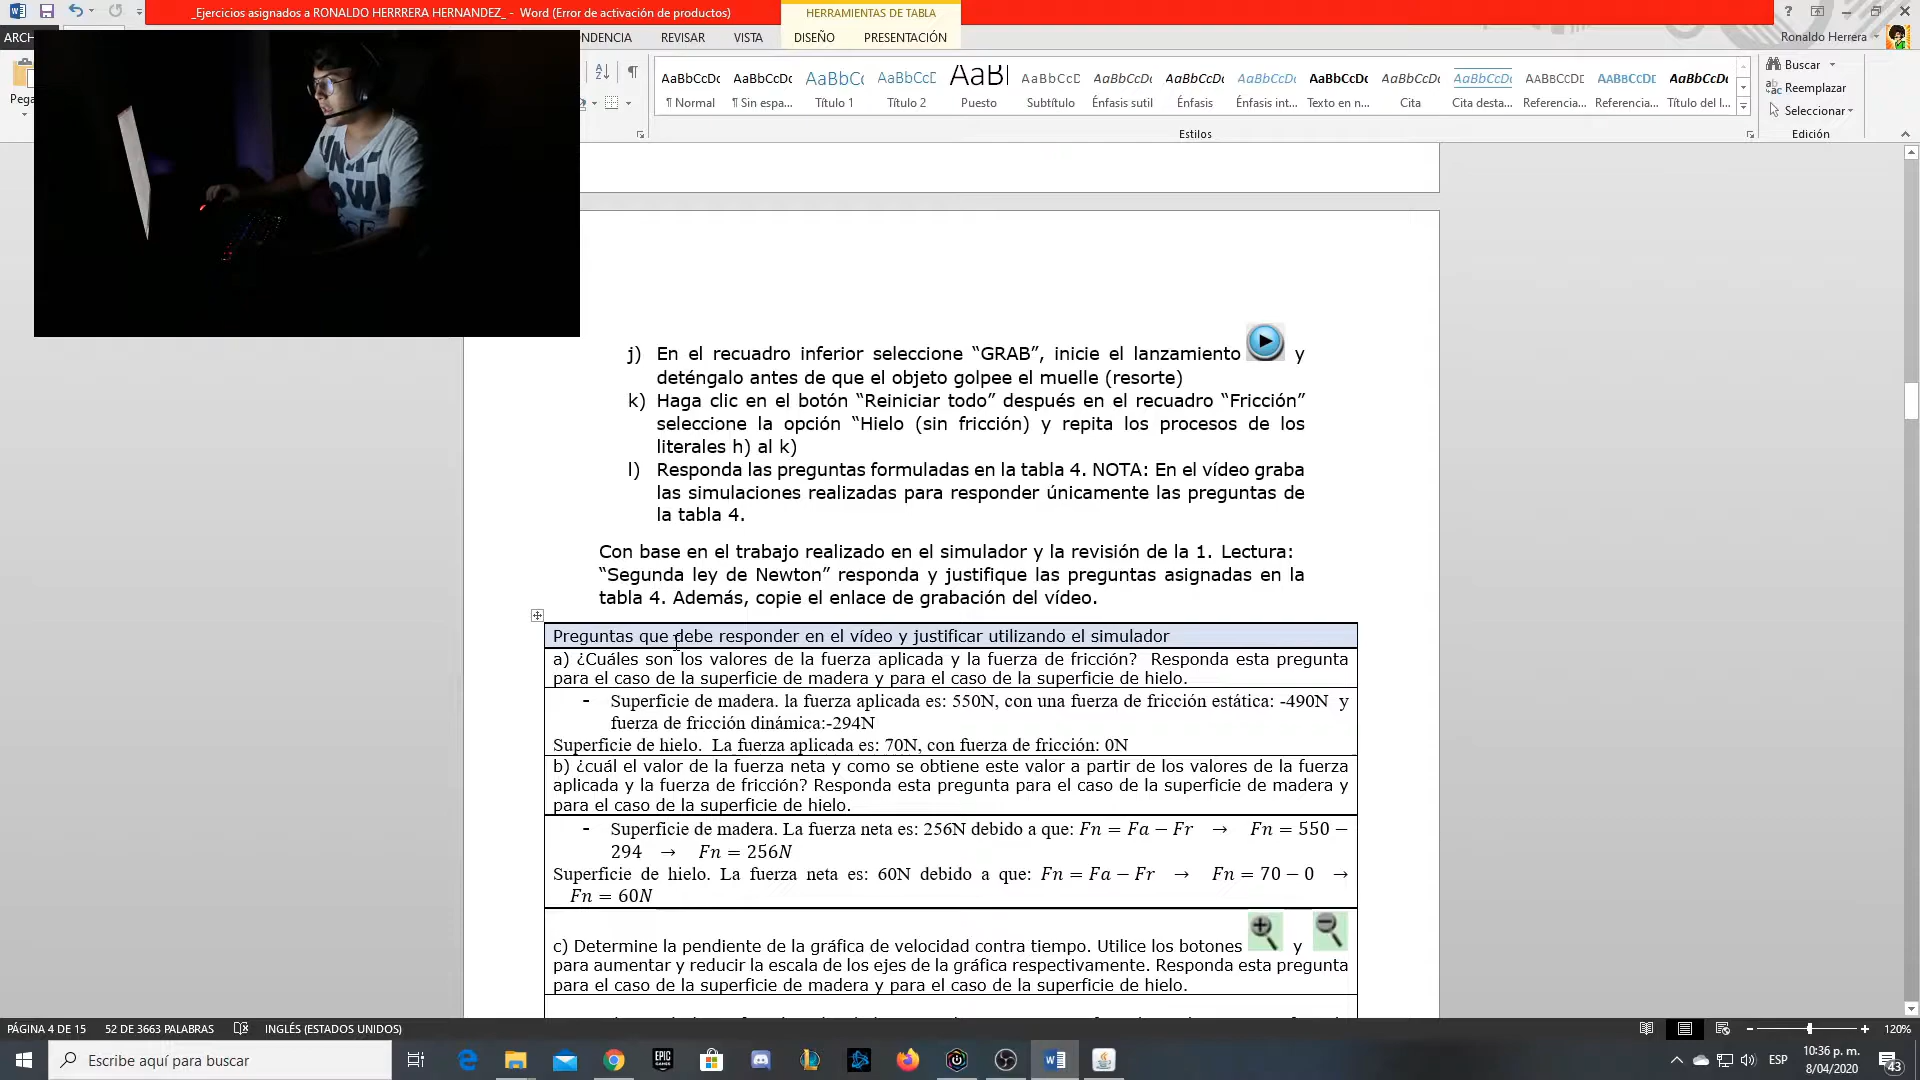 _Ejercicios asignados a RONALDO HERRRERA HERNANDEZ_ - Word (Error de activación de productos)
HERRAMIENTAS DE TABLA
ARCH
NDENCIA
REVISAR
VISTA
DISEÑO
PRESENTACIÓN
Ronaldo Herrera
Pega
AaBbCcDc
¶ Normal
AaBbCcDc
¶ Sin espa...
AaBbCc
Título 1
AaBbCcD
Título 2
AaBl
Puesto
AaBbCcD
Subtítulo
AaBbCcDc
Énfasis sutil
AaBbCcDc
Énfasis
AaBbCcDc
Énfasis int...
AaBbCcDc
Texto en n...
AaBbCcDc
Cita
AaBbCcDc
Cita desta...
AABBCCDE
Referencia...
AABBCCDE
Referencia...
AaBbCcDc
Título del l...
Estilos
Buscar
Reemplazar
Seleccionar
Edición
j) En el recuadro inferior seleccione “GRAB”, inicie el lanzamiento y
deténgalo antes de que el objeto golpee el muelle (resorte)
k) Haga clic en el botón “Reiniciar todo” después en el recuadro “Fricción”
seleccione la opción “Hielo (sin fricción) y repita los procesos de los
literales h) al k)
l) Responda las preguntas formuladas en la tabla 4. NOTA: En el vídeo graba
las simulaciones realizadas para responder únicamente las preguntas de
la tabla 4.
Con base en el trabajo realizado en el simulador y la revisión de la 1. Lectura:
“Segunda ley de Newton” responda y justifique las preguntas asignadas en la
tabla 4. Además, copie el enlace de grabación del vídeo.
Preguntas que debe responder en el vídeo y justificar utilizando el simulador
a) ¿Cuáles son los valores de la fuerza aplicada y la fuerza de fricción? Responda esta pregunta
para el caso de la superficie de madera y para el caso de la superficie de hielo.
- Superficie de madera. la fuerza aplicada es: 550N, con una fuerza de fricción estática: -490N y
fuerza de fricción dinámica:-294N
Superficie de hielo. La fuerza aplicada es: 70N, con fuerza de fricción: 0N
b) ¿cuál el valor de la fuerza neta y como se obtiene este valor a partir de los valores de la fuerza
aplicada y la fuerza de fricción? Responda esta pregunta para el caso de la superficie de madera y
para el caso de la superficie de hielo.
- Superficie de madera. La fuerza neta es: 256N debido a que: Fn = Fa − Fr → Fn = 550 −
294 → Fn = 256N
Superficie de hielo. La fuerza neta es: 60N debido a que: Fn = Fa − Fr → Fn = 70 − 0 →
Fn = 60N
c) Determine la pendiente de la gráfica de velocidad contra tiempo. Utilice los botones y
para aumentar y reducir la escala de los ejes de la gráfica respectivamente. Responda esta pregunta
para el caso de la superficie de madera y para el caso de la superficie de hielo.
PÁGINA 4 DE 15
52 DE 3663 PALABRAS
INGLÉS (ESTADOS UNIDOS)
120%
Escribe aquí para buscar
EPIC
ESP
10:36 p. m.
8/04/2020
43